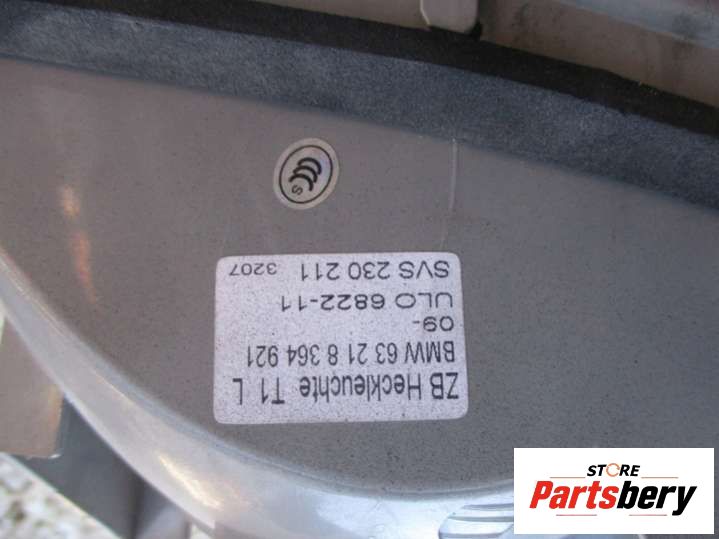 ZB Heckleuchte T1 L
BMW 63 21 8 364 921
09-
ULO 6822-11
SVS 230 211 3207
S
STORE
Partsbery